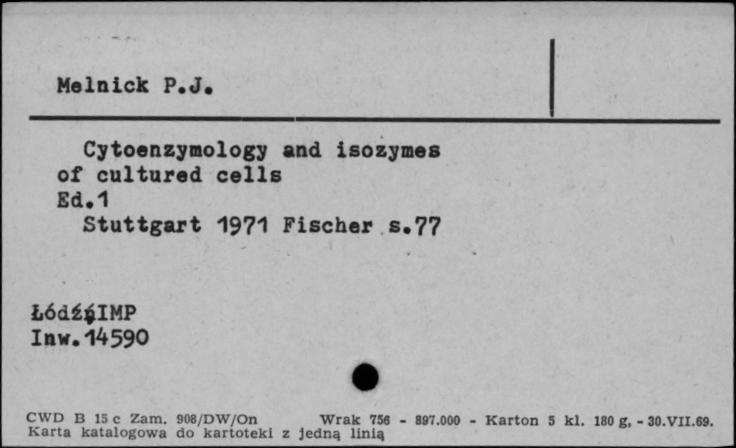 Melnick P.J.
Cytoenzymology and isozymes
of cultured cells
Ed.1
Stuttgart 1971 Fischer s.77
Łódź IMP
Inw.14590
CWD B 15 c Zam. 908/DW/On Wrak 756 - 897.000 - Karton 5 kl. 180 g, - 30.VII.69.
Karta katalogowa do kartoteki z jedną linią